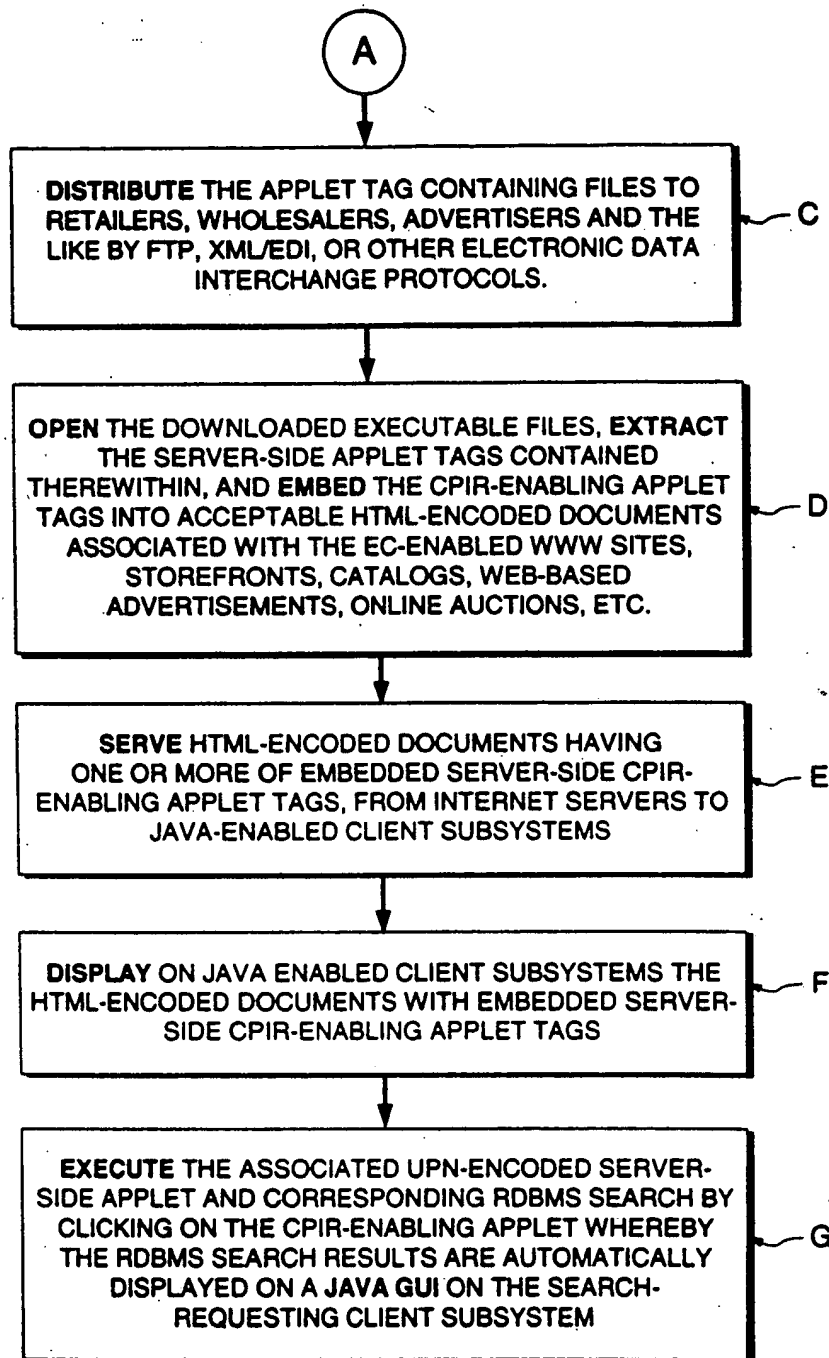 A
DISTRIBUTE THE APPLET TAG CONTAINING FILES TO
RETAILERS, WHOLESALERS, ADVERTISERS AND THE
LIKE BY FTP, XML/EDI, OR OTHER ELECTRONIC DATA
INTERCHANGE PROTOCOLS.
C
OPEN THE DOWNLOADED EXECUTABLE FILES, EXTRACT
THE SERVER-SIDE APPLET TAGS CONTAINED
THEREWITHIN, AND EMBED THE CPIR-ENABLING APPLET
TAGS INTO ACCEPTABLE HTML-ENCODED DOCUMENTS
ASSOCIATED WITH THE EC-ENABLED WWW SITES,
STOREFRONTS, CATALOGS, WEB-BASED
ADVERTISEMENTS, ONLINE AUCTIONS, ETC.
D
SERVE HTML-ENCODED DOCUMENTS HAVING
ONE OR MORE OF EMBEDDED SERVER-SIDE CPIR-
ENABLING APPLET TAGS, FROM INTERNET SERVERS TO
JAVA-ENABLED CLIENT SUBSYSTEMS
E
DISPLAY ON JAVA ENABLED CLIENT SUBSYSTEMS THE
HTML-ENCODED DOCUMENTS WITH EMBEDDED SERVER-
SIDE CPIR-ENABLING APPLET TAGS
F
EXECUTE THE ASSOCIATED UPN-ENCODED SERVER-
SIDE APPLET AND CORRESPONDING RDBMS SEARCH BY
CLICKING ON THE CPIR-ENABLING APPLET WHEREBY
THE RDBMS SEARCH RESULTS ARE AUTOMATICALLY
DISPLAYED ON A JAVA GUI ON THE SEARCH-
REQUESTING CLIENT SUBSYSTEM
G